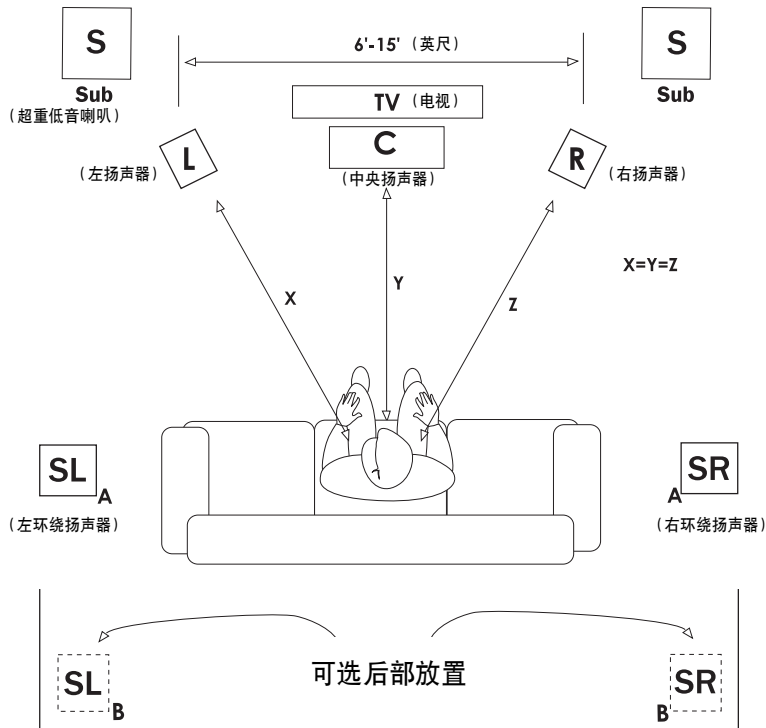 S
6'-15' (英尺)
S
Sub
(超重低音喇叭)
TV (电视)
Sub
L
(左扬声器)
C
(中央扬声器)
R
(右扬声器)
X=Y=Z
X
Y
Z
SL
A
(左环绕扬声器)
SR
A
(右环绕扬声器)
可选后部放置
SL
B
SR
B